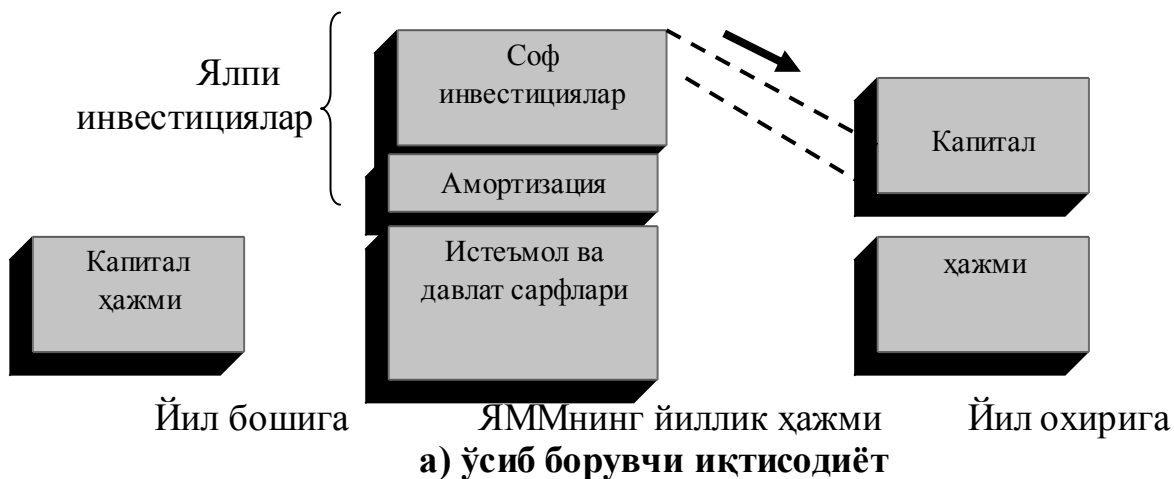 Ялпи
инвестициялар
Соф
инвестициялар
Амортизация
Истеъмол ва
давлат сарфлари
Капитал
ҳажми
Капитал
ҳажми
Йил бошига
ЯММнинг йиллик ҳажми
Йил охирига
а) ўсиб борувчи иқтисодиёт